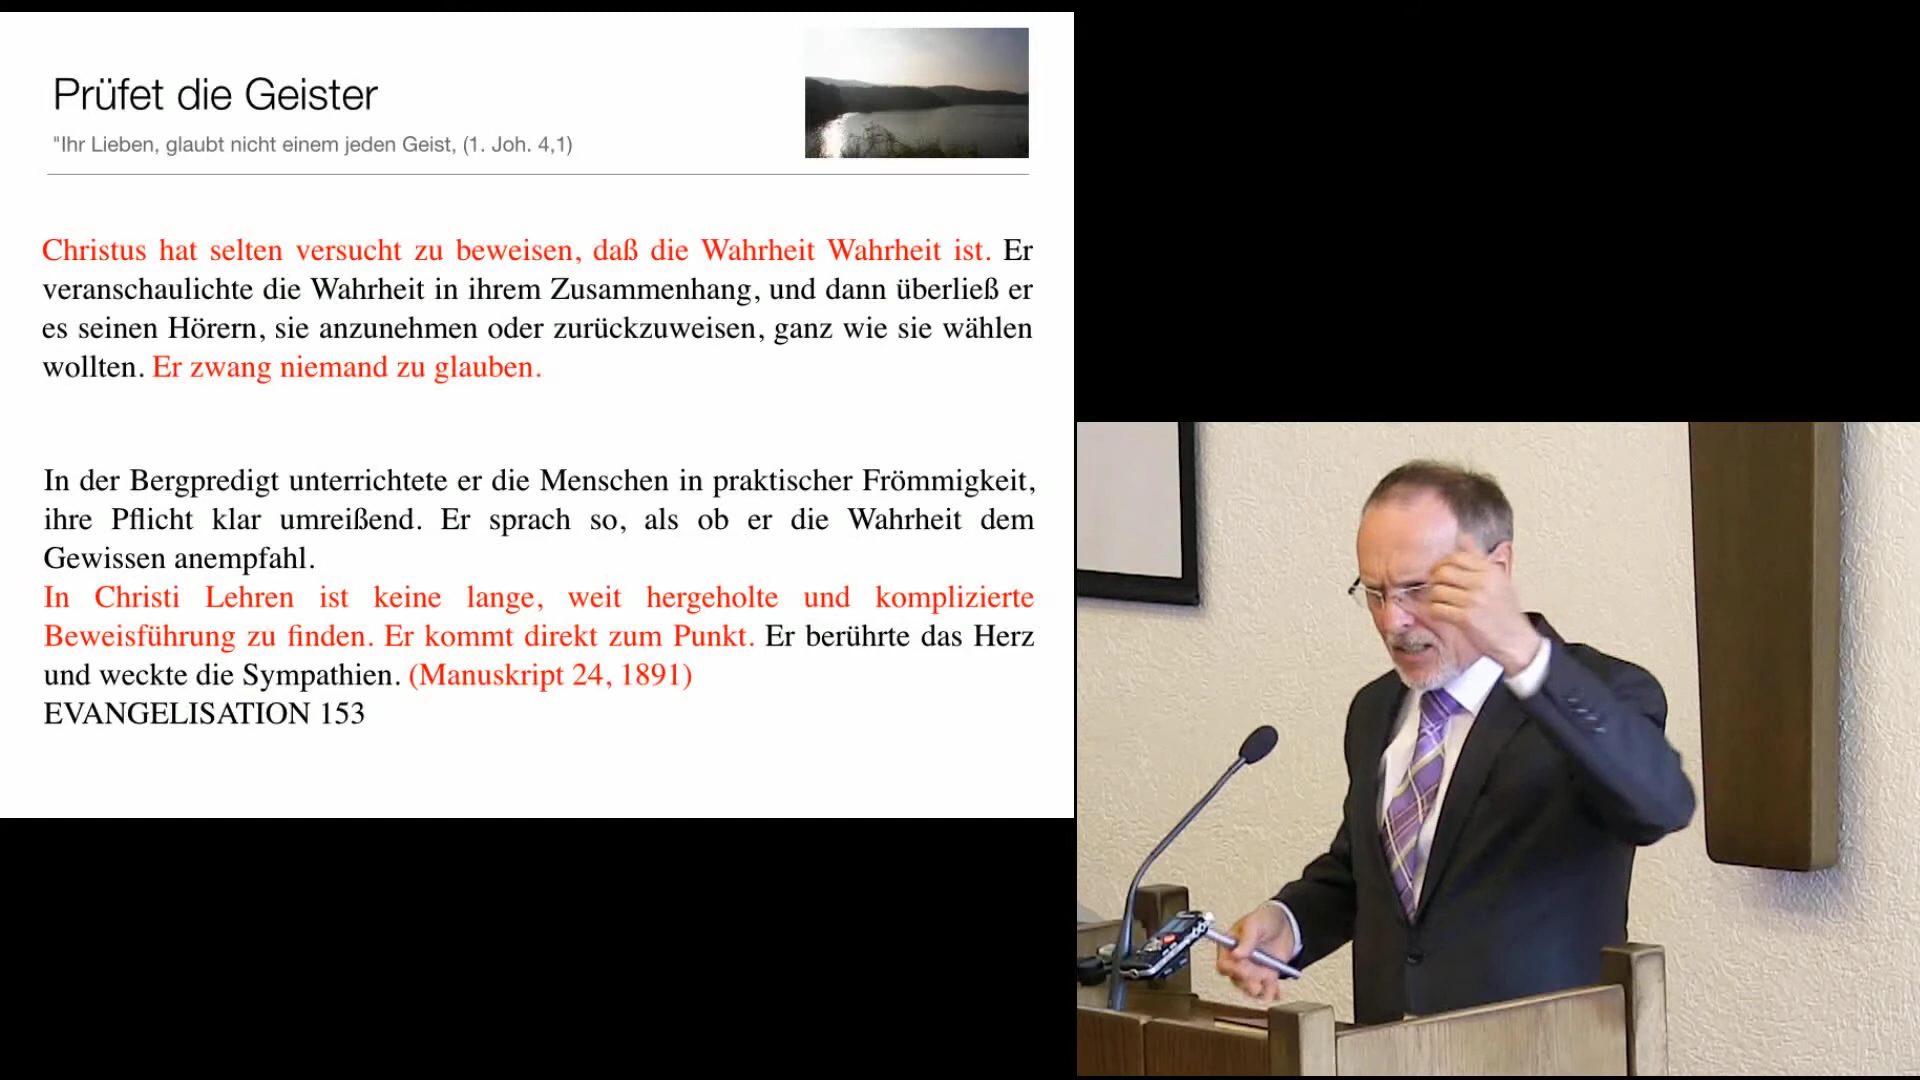 Prüfet die Geister
"Ihr Lieben, glaubt nicht einem jeden Geist, (1. Joh. 4,1)
Christus hat selten versucht zu beweisen, daß die Wahrheit Wahrheit ist. Er
veranschaulichte die Wahrheit in ihrem Zusammenhang, und dann überließ er
es seinen Hörern, sie anzunehmen oder zurückzuweisen, ganz wie sie wählen
wollten. Er zwang niemand zu glauben.
In der Bergpredigt unterrichtete er die Menschen in praktischer Frömmigkeit,
ihre Pflicht klar umreißend. Er sprach so, als ob er die Wahrheit dem
Gewissen anempfahl.
In Christi Lehren ist keine lange, weit hergeholte und komplizierte
Beweisführung zu finden. Er kommt direkt zum Punkt. Er berührte das Herz
und weckte die Sympathien. (Manuskript 24, 1891)
EVANGELISATION 153